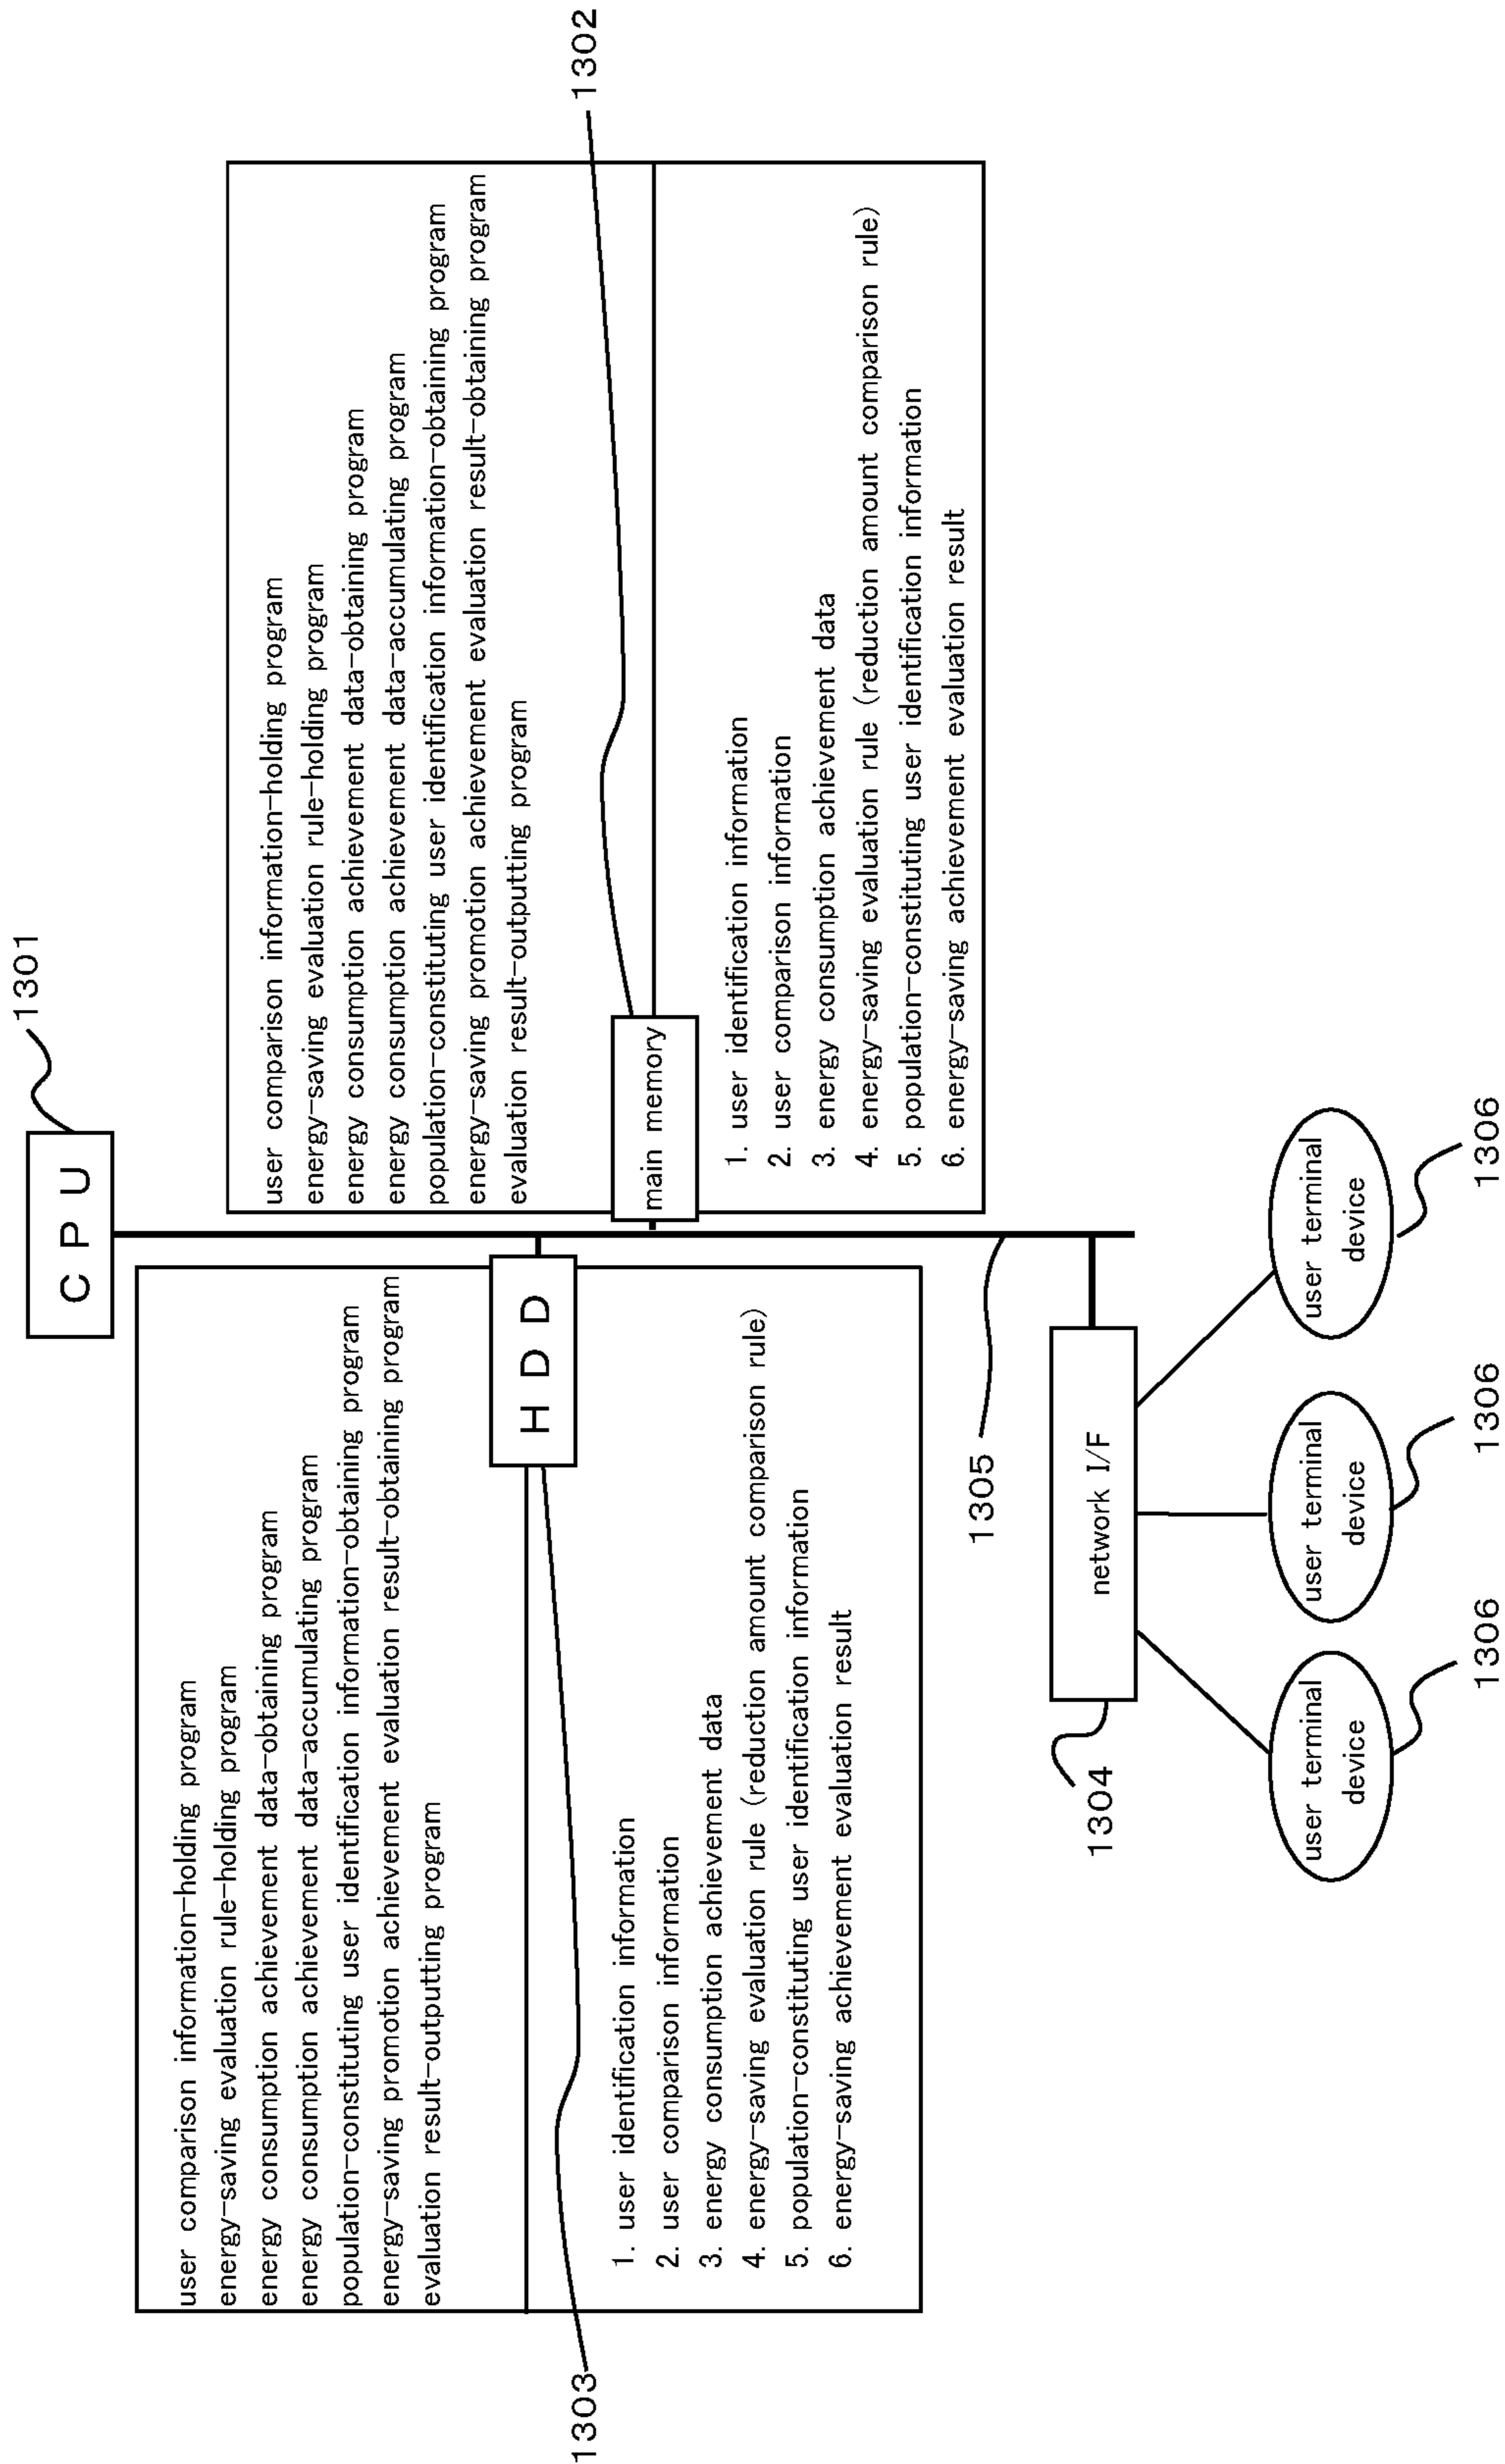 1301
C P U
1303
user comparison information-holding program
energy-saving evaluation rule-holding program
energy consumption achievement data-obtaining program
energy consumption achievement data-accumulating program
population-constituting user identification information-obtaining program
energy-saving promotion achievement evaluation result-obtaining program
evaluation result-outputting program
H D D
1. user identification information
2. user comparison information
3. energy consumption achievement data
4. energy-saving evaluation rule (reduction amount comparison rule)
5. population-constituting user identification information
6. energy-saving achievement evaluation result
1302
user comparison information-holding program
energy-saving evaluation rule-holding program
energy consumption achievement data-obtaining program
energy consumption achievement data-accumulating program
population-constituting user identification information-obtaining program
energy-saving promotion achievement evaluation result-obtaining program
evaluation result-outputting program
main memory
1. user identification information
2. user comparison information
3. energy consumption achievement data
4. energy-saving evaluation rule (reduction amount comparison rule)
5. population-constituting user identification information
6. energy-saving achievement evaluation result
1305
1304
network I/F
user terminal
device
user terminal
device
user terminal
device
1306
1306
1306